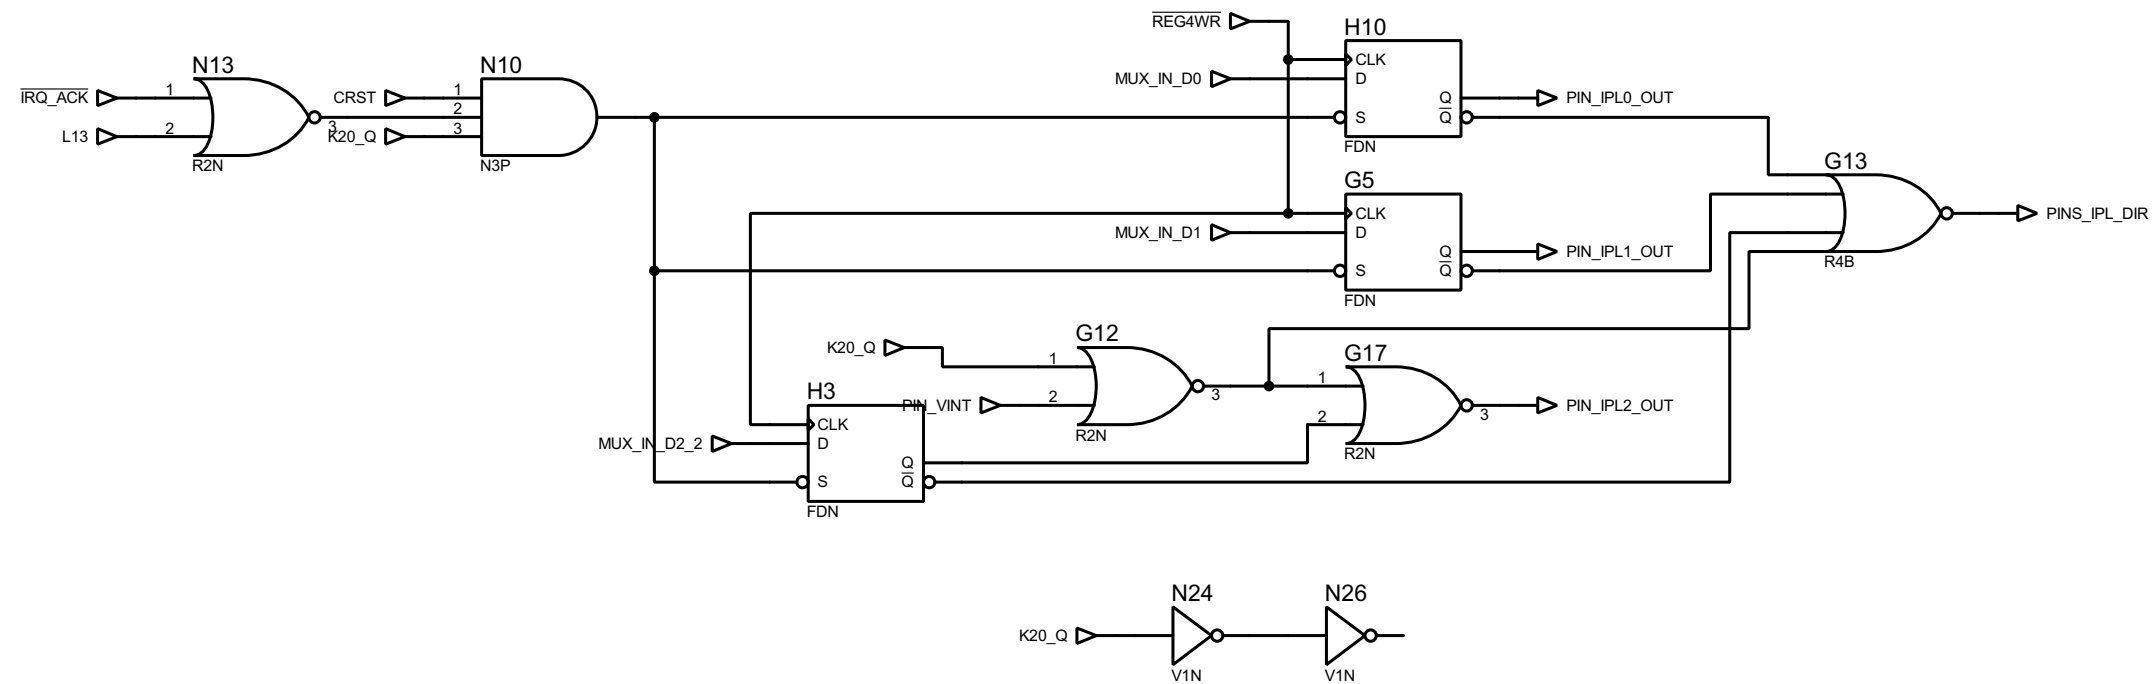 REG4WR
H10
CLK
MUX_IN_D0
D
Q
PIN_IPL0_OUT
S
Q
FDN
N13
IRQ_ACK
1
L13
2
3
R2N
N10
CRST
1
2
K20_Q
3
N3P
G5
CLK
MUX_IN_D1
D
Q
PIN_IPL1_OUT
S
Q
FDN
G13
PINS_IPL_DIR
R4B
G12
K20_Q
1
PIN_VINT
2
3
R2N
G17
1
2
3
PIN_IPL2_OUT
R2N
H3
CLK
MUX_IN_D2_2
D
Q
S
Q
FDN
N24
N26
K20_Q
V1N
V1N